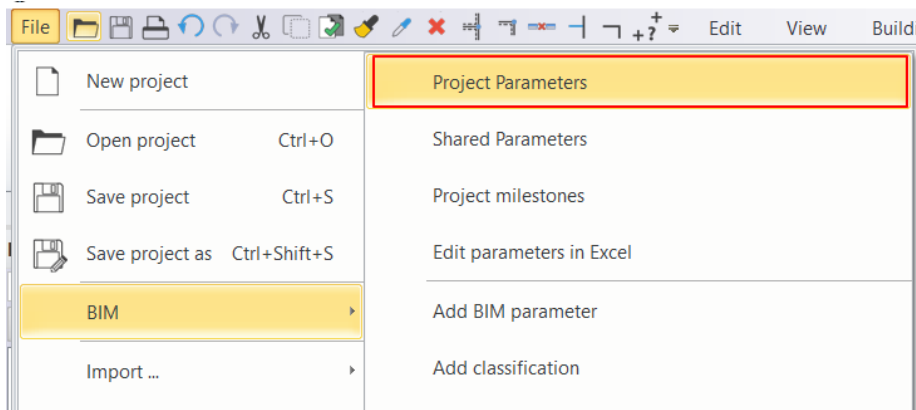 File Edit View Build
New project
Open project Ctrl+O
Save project Ctrl+S
Save project as Ctrl+Shift+S
BIM
Import ...
Project Parameters
Shared Parameters
Project milestones
Edit parameters in Excel
Add BIM parameter
Add classification